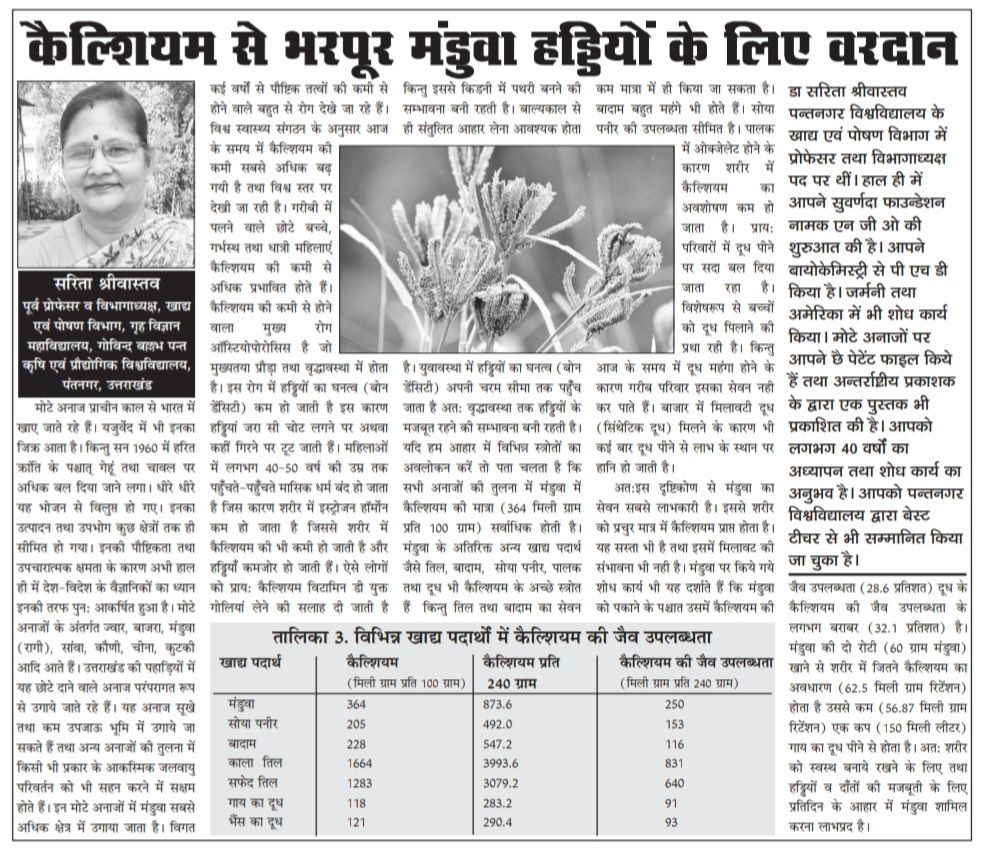 कैल्शियम से भरपूर मंडुवा हड्डियों के लिए वरदान
सरिता श्रीवास्तव
पूर्व प्रोफेसर व विभागाध्यक्ष, खाद्य
एवं पोषण विभाग, गृह विज्ञान
महाविद्यालय, गोविन्द बल्लभ पन्त
कृषि एवं प्रौद्योगिक विश्वविद्यालय,
पंतनगर, उत्तराखंड
मोटे अनाज प्राचीन काल से भारत में
खाए जाते रहे हैं। यजुर्वेद में भी इनका
जिक्र आता है। किन्तु सन 1960 में हरित
क्रांति के पश्चात् गेहूं तथा चावल पर
अधिक बल दिया जाने लगा। धीरे धीरे
यह भोजन से विलुप्त हो गए। इनका
उत्पादन तथा उपभोग कुछ क्षेत्रों तक ही
सीमित हो गया। इनकी पौष्टिकता तथा
उपचारात्मक क्षमता के कारण अभी हाल
ही में देश-विदेश के वैज्ञानिकों का ध्यान
इनकी तरफ पुन: आकर्षित हुआ है। मोटे
अनाजों के अंतर्गत ज्वार, बाजरा, मंडुवा
(रागी), सांवा, कौणी, चीना, कुटकी
आदि आते हैं। उत्तराखण्ड की पहाड़ियों में
यह छोटे दाने वाले अनाज परंपरागत रूप
से उगाये जाते रहे हैं। यह अनाज सूखे
तथा कम उपजाऊ भूमि में उगाये जा
सकते हैं तथा अन्य अनाजों की तुलना में
किसी भी प्रकार के आकस्मिक जलवायु
परिवर्तन को भी सहन करने में सक्षम
होते हैं। इन मोटे अनाजों में मंडुवा सबसे
अधिक क्षेत्र में उगाया जाता है। विगत
कई वर्षों से पौष्टिक तत्वों की कमी से
होने वाले बहुत से रोग देखे जा रहे हैं।
विश्व स्वास्थ्य संगठन के अनुसार आज
के समय में कैल्शियम की
कमी सबसे अधिक बढ़
गयी है तथा विश्व स्तर पर
देखी जा रही है। गरीबी में
पलने वाले छोटे बच्चे,
गर्भस्थ तथा धात्री महिलाएं
कैल्शियम की कमी से
अधिक प्रभावित होते हैं।
कैल्शियम की कमी से होने
वाला मुख्य रोग
ऑस्टियोपोरोसिस है जो
मुख्यतया प्रौढ़ा तथा वृद्धावस्था में होता
है। इस रोग में हड्डियों का घनत्व (बोन
डेंसिटी) कम हो जाती है इस कारण
हड्डियां जरा सी चोट लगने पर अथवा
कहीं गिरने पर टूट जाती हैं। महिलाओं
में लगभग 40-50 वर्ष की उम्र तक
पहुँचते-पहुँचते मासिक धर्म बंद हो जाता
है जिस कारण शरीर में इस्ट्रोजन हॉर्मोन
कम हो जाता है जिससे शरीर में
कैल्शियम की भी कमी हो जाती है और
हड्डियाँ कमजोर हो जाती हैं। ऐसे लोगों
को प्राय: कैल्शियम विटामिन डी युक्त
गोलियां लेने की सलाह दी जाती है
किन्तु इससे किडनी में पथरी बनने की
सम्भावना बनी रहती है। बाल्यकाल से
ही संतुलित आहार लेना आवश्यक होता
है। युवावस्था में हड्डियों का घनत्व (बोन
डेंसिटी) अपनी चरम सीमा तक पहुँच
जाता है अत: वृद्धावस्था तक हड्डियों के
मजबूत रहने की सम्भावना बनी रहती है।
यदि हम आहार में विभिन्न स्त्रोतों का
अवलोकन करें तो पता चलता है कि
सभी अनाजों की तुलना में मंडुवा में
कैल्शियम की मात्रा (364 मिली ग्राम
प्रति 100 ग्राम) सर्वाधिक होती है।
मंडुवा के अतिरिक्त अन्य खाद्य पदार्थ
जैसे तिल, बादाम, सोया पनीर, पालक
तथा दूध भी कैल्शियम के अच्छे स्त्रोत
हैं किन्तु तिल तथा बादाम का सेवन
कम मात्रा में ही किया जा सकता है।
बादाम बहुत महंगे भी होते हैं। सोया
पनीर की उपलब्धता सीमित है। पालक
में ओक्जेलेट होने के
कारण शरीर में
कैल्शियम का
अवशोषण कम हो
जाता है। प्राय:
परिवारों में दूध पीने
पर सदा बल दिया
जाता रहा है।
विशेषरूप से बच्चों
को दूध पिलाने की
प्रथा रही है। किन्तु
आज के समय में दूध महंगा होने के
कारण गरीब परिवार इसका सेवन नही
कर पाते हैं। बाजार में मिलावटी दूध
(सिंथेटिक दूध) मिलने के कारण भी
कई बार दूध पीने से लाभ के स्थान पर
हानि हो जाती है।
अत:इस दृष्टिकोण से मंडुवा का
सेवन सबसे लाभकारी है। इससे शरीर
को प्रचुर मात्र में कैल्शियम प्राप्त होता है।
यह सस्ता भी है तथा इसमें मिलावट की
संभावना भी नही है। मंडुवा पर किये गये
शोध कार्य भी यह दर्शाते हैं कि मंडुवा
को पकाने के पश्चात उसमें कैल्शियम की
डा सरिता श्रीवास्तव
पन्तनगर विश्वविद्यालय के
खाद्य एवं पोषण विभाग में
प्रोफेसर तथा विभागाध्यक्ष
पद पर थीं। हाल ही में
आपने सुवर्णदा फाउन्डेशन
नामक एन जी ओ की
शुरुआत की है। आपने
बायोकेमिस्ट्री से पी एच डी
किया है। जर्मनी तथा
अमेरिका में भी शोध कार्य
किया। मोटे अनाजों पर
आपने छै पेटेंट फाइल किये
हैं तथा अन्तर्राष्ट्रीय प्रकाशक
के द्वारा एक पुस्तक भी
प्रकाशित की है। आपको
लगभग 40 वर्षों का
अध्यापन तथा शोध कार्य का
अनुभव है। आपको पन्तनगर
विश्वविद्यालय द्वारा बेस्ट
टीचर से भी सम्मानित किया
जा चुका है।
जैव उपलब्धता (28.6 प्रतिशत) दूध के
कैल्शियम की जैव उपलब्धता के
लगभग बराबर (32.1 प्रतिशत) है।
मंडुवा की दो रोटी (60 ग्राम मंडुवा)
खाने से शरीर में जितने कैल्शियम का
अवधारण (62.5 मिली ग्राम रिटेंशन)
होता है उससे कम (56.87 मिली ग्राम
रिटेंशन) एक कप (150 मिली लीटर)
गाय का दूध पीने से होता है। अत: शरीर
को स्वस्थ बनाये रखने के लिए तथा
हड्डियों व दाँतों की मजबूती के लिए
प्रतिदिन के आहार में मंडुवा शामिल
करना लाभप्रद है।
तालिका 3. विभिन्न खाद्य पदार्थों में कैल्शियम की जैव उपलब्धता
खाद्य पदार्थ कैल्शियम कैल्शियम प्रति कैल्शियम की जैव उपलब्धता
(मिली ग्राम प्रति 100 ग्राम) 240 ग्राम (मिली ग्राम प्रति 240 ग्राम)
मंडुवा 364 873.6 250
सोया पनीर 205 492.0 153
बादाम 228 547.2 116
काला तिल 1664 3993.6 831
सफेद तिल 1283 3079.2 640
गाय का दूध 118 283.2 91
भैंस का दूध 121 290.4 93